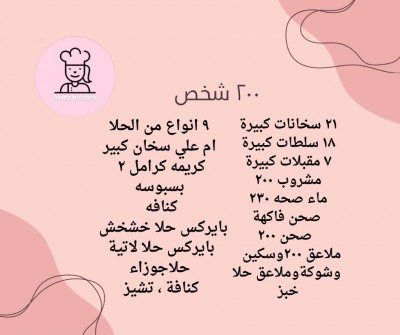 ٢٠٠ شخص
٢١ سخانات كبيرة
١٨ سلطات كبيرة
٧ مقبلات كبيرة
مشروب ٢٠٠
ماء صحه ٢٣٠
صحن فاكهة
صحن ٢٠٠
ملاعق ٢٠٠وسكين
وشوكةوملاعق حلا
خبز
٩ انواع من الحلا
ام علي سخان كبير
كريمه كرامل ٢
بسبوسه
كنافه
بايركس حلا خشخش
بايركس حلا لاتية
حلاجوزاء
كنافة ، تشيز